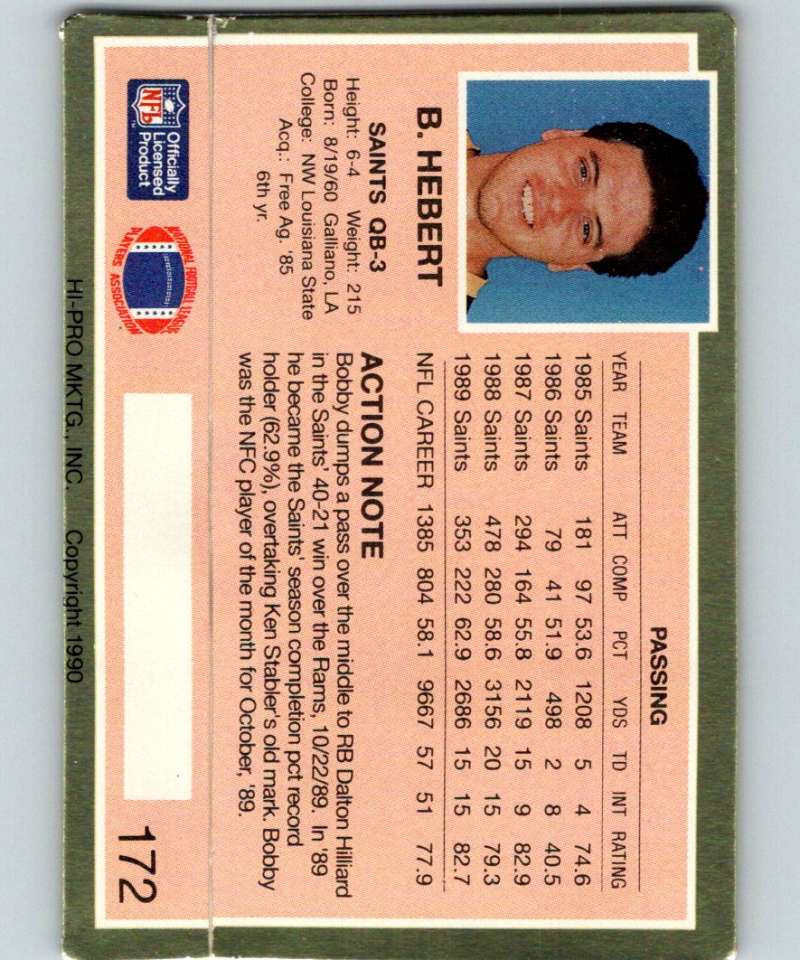 B. HEBERT
SAINTS QB-3
Height: 6-4 Weight: 215
Born: 8/19/60 Galliano, LA
College: NW Louisiana State
Acq.: Free Ag. '85
6th yr.
PASSING
YEAR TEAM ATT COMP PCT YDS TD INT RATING
1985 Saints 181 97 53.6 1208 5 4 74.6
1986 Saints 79 41 51.9 498 2 8 40.5
1987 Saints 294 164 55.8 2119 15 9 82.9
1988 Saints 478 280 58.6 3156 20 15 79.3
1989 Saints 353 222 62.9 2686 15 15 82.7
NFL CAREER 1385 804 58.1 9667 57 51 77.9
ACTION NOTE
Bobby dumps a pass over the middle to RB Dalton Hilliard
in the Saints' 40-21 win over the Rams, 10/22/89. In '89
he became the Saints' season completion pct record
holder (62.9%), overtaking Ken Stabler's old mark. Bobby
was the NFC player of the month for October, '89.
NFL
Officially
Licensed
Product
NATIONAL FOOTBALL LEAGUE
PLAYERS ASSOCIATION
172
HI-PRO MKTG., INC. Copyright 1990